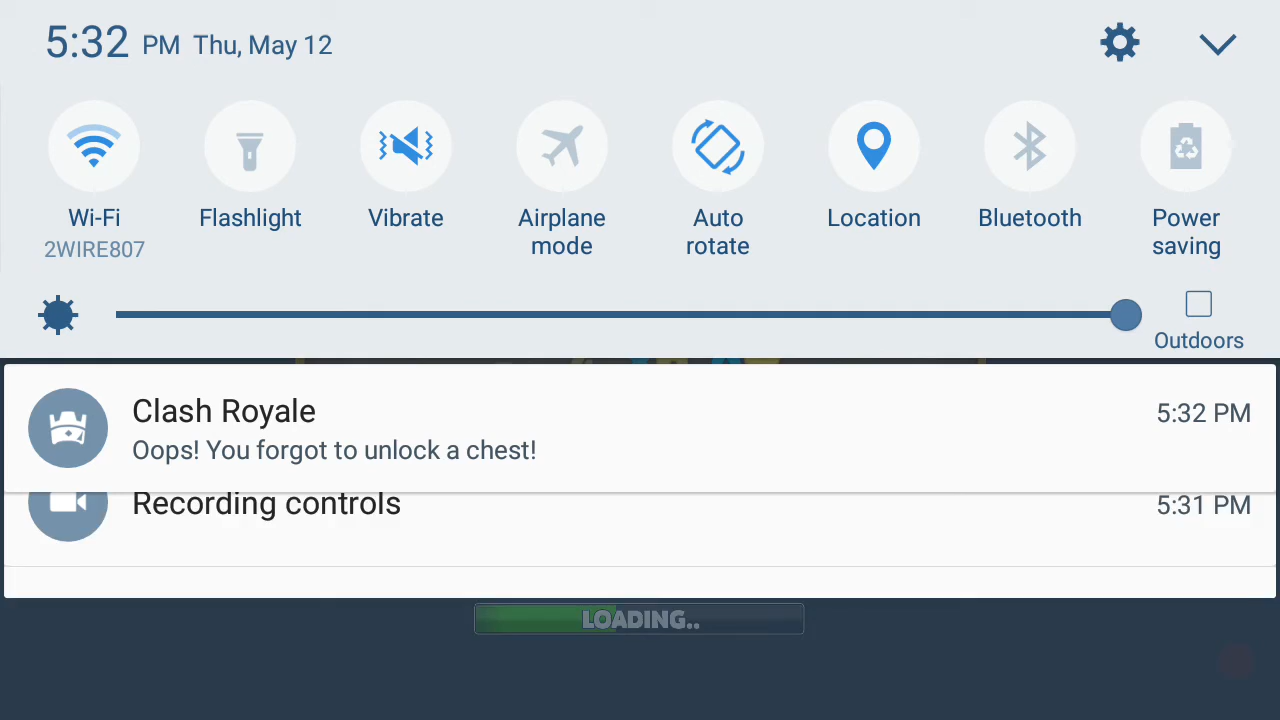 5:32 PM Thu, May 12
Wi-Fi Flashlight Vibrate Airplane mode Auto rotate Location Bluetooth Power saving
2WIRE807
Outdoors
Clash Royale 5:32 PM
Oops! You forgot to unlock a chest!
Recording controls 5:31 PM
LOADING..